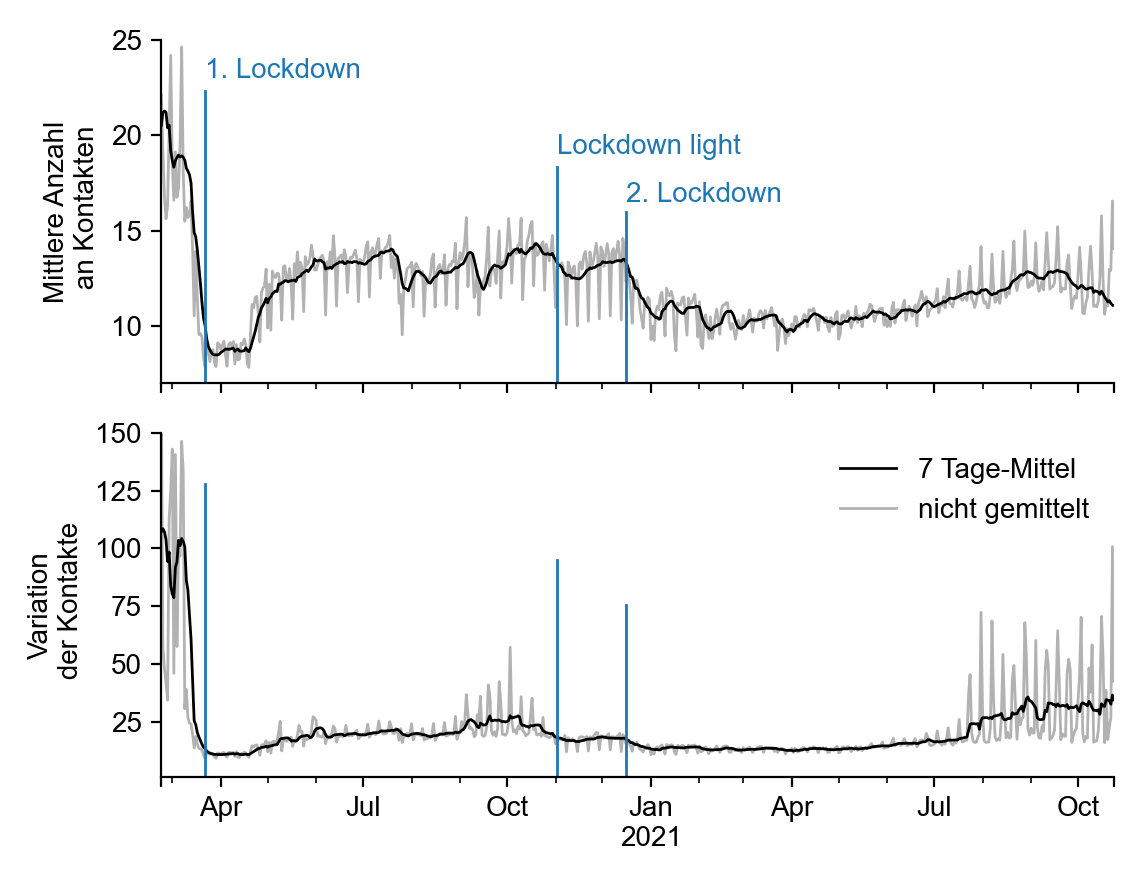 25
20
15
10
Mittlere Anzahl
an Kontakten
1. Lockdown
Lockdown light
2. Lockdown
150
125
100
75
50
25
Variation
der Kontakte
7 Tage-Mittel
nicht gemittelt
Apr Jul Oct Jan Apr Jul Oct
2021